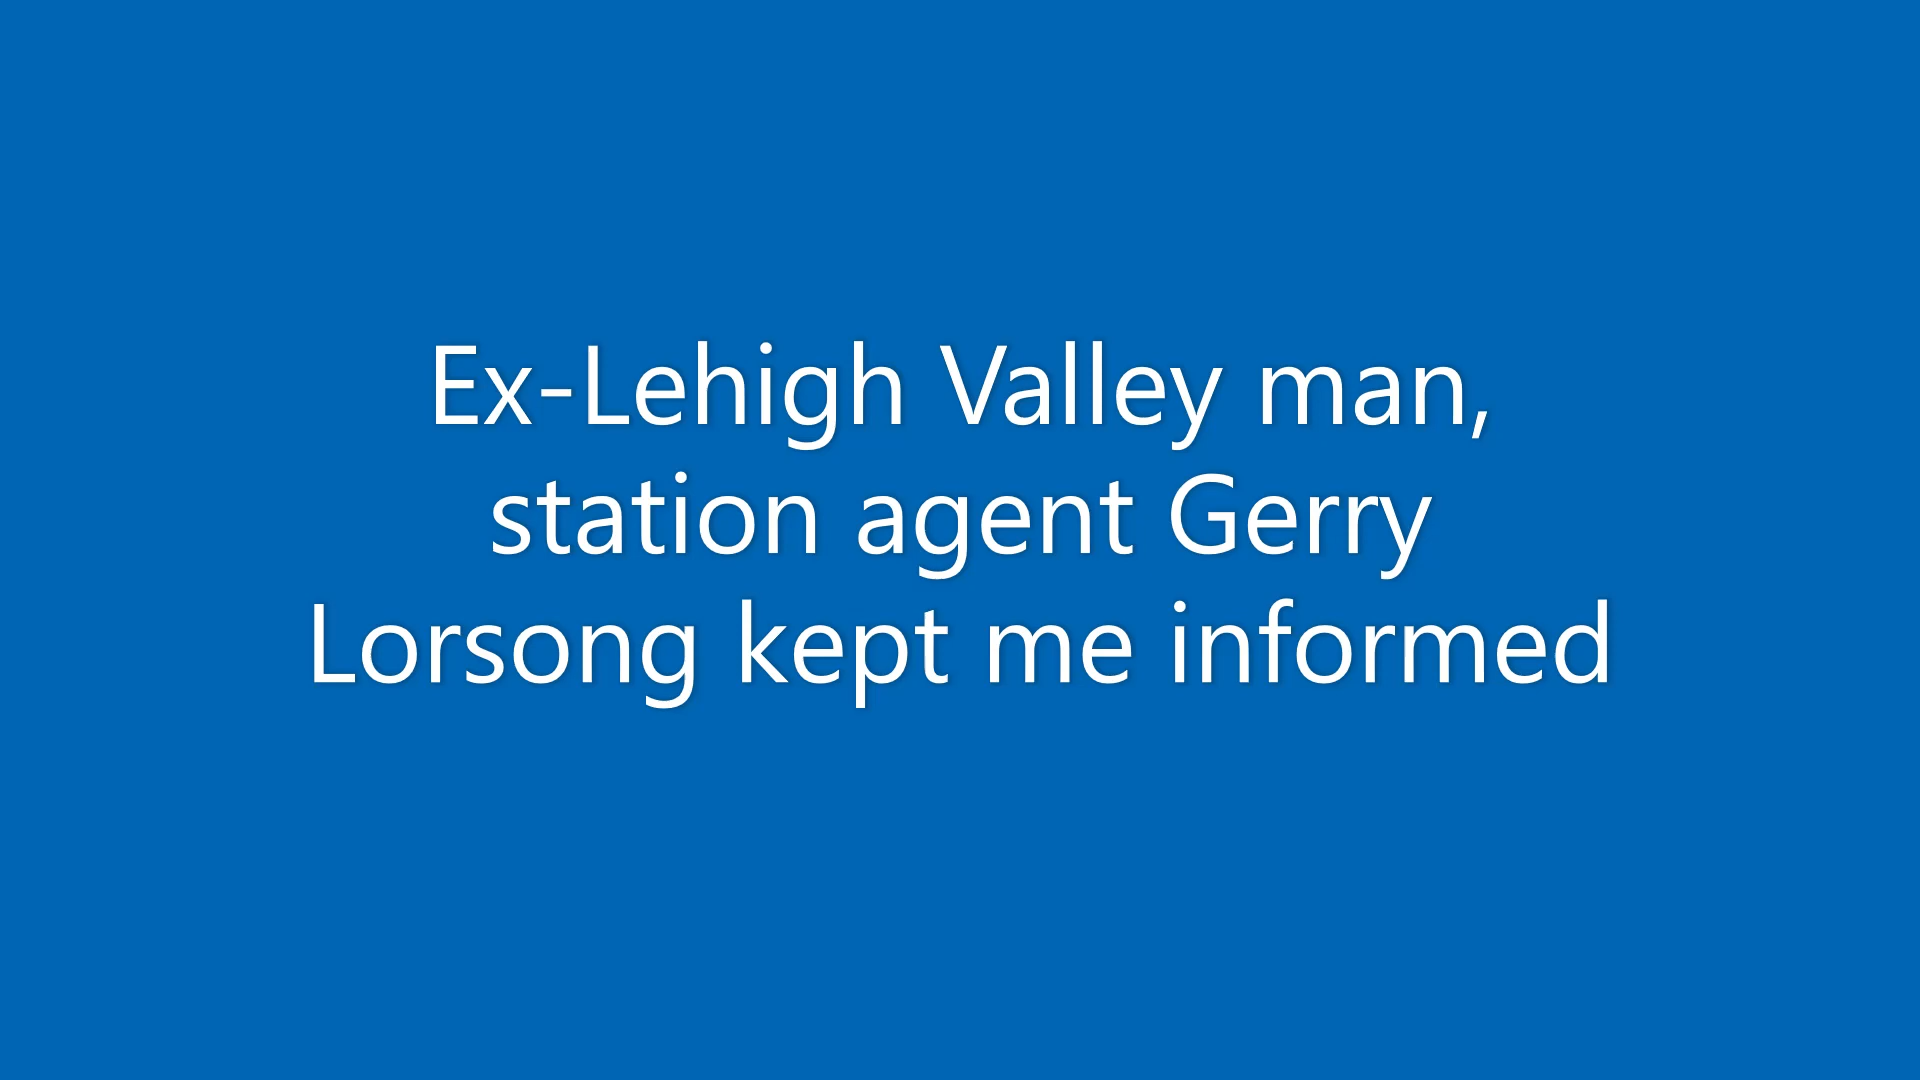 Ex-Lehigh Valley man,
station agent Gerry
Lorsong kept me informed